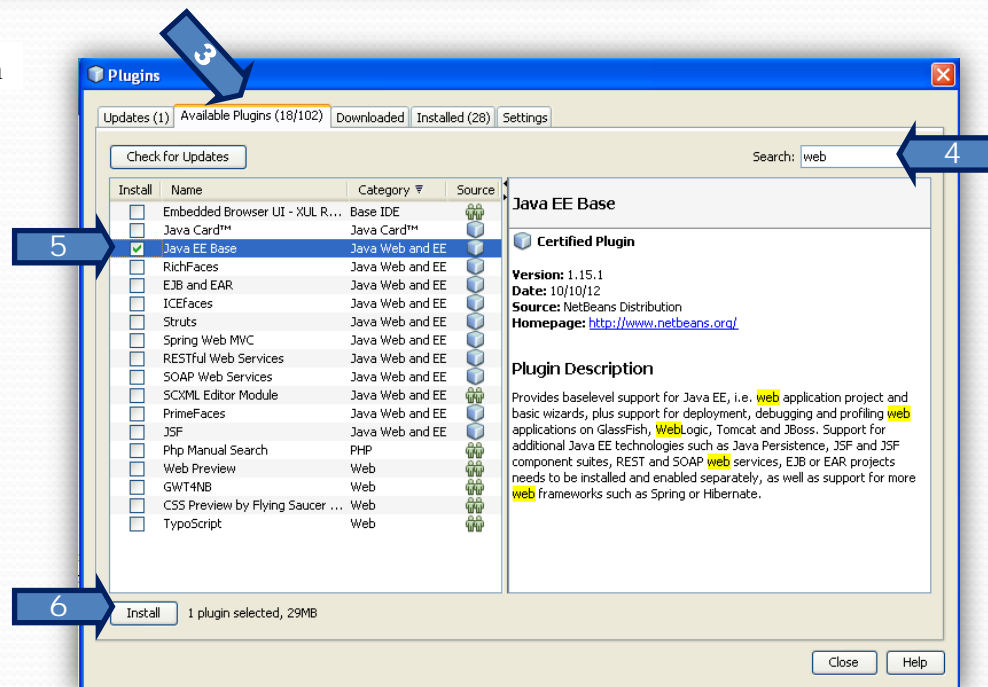 3
Plugins
Updates (1) Available Plugins (18/102) Downloaded Installed (28) Settings
Check for Updates
Search: web
4
Install Name Category Source
Embedded Browser UI - XUL R... Base IDE
Java Card™ Java Card™
5
Java EE Base Java Web and EE
RichFaces Java Web and EE
EJB and EAR Java Web and EE
ICEfaces Java Web and EE
Struts Java Web and EE
Spring Web MVC Java Web and EE
RESTful Web Services Java Web and EE
SOAP Web Services Java Web and EE
SCXML Editor Module Java Web and EE
PrimeFaces Java Web and EE
JSF Java Web and EE
Php Manual Search PHP
Web Preview Web
GWT4NB Web
CSS Preview by Flying Saucer ... Web
TypoScript Web
Java EE Base
Certified Plugin
Version: 1.15.1
Date: 10/10/12
Source: NetBeans Distribution
Homepage: http://www.netbeans.org/
Plugin Description
Provides baselevel support for Java EE, i.e. web application project and
basic wizards, plus support for deployment, debugging and profiling web
applications on GlassFish, WebLogic, Tomcat and JBoss. Support for
additional Java EE technologies such as Java Persistence, JSF and JSF
component suites, REST and SOAP web services, EJB or EAR projects
needs to be installed and enabled separately, as well as support for more
web frameworks such as Spring or Hibernate.
6
Install 1 plugin selected, 29MB
Close Help